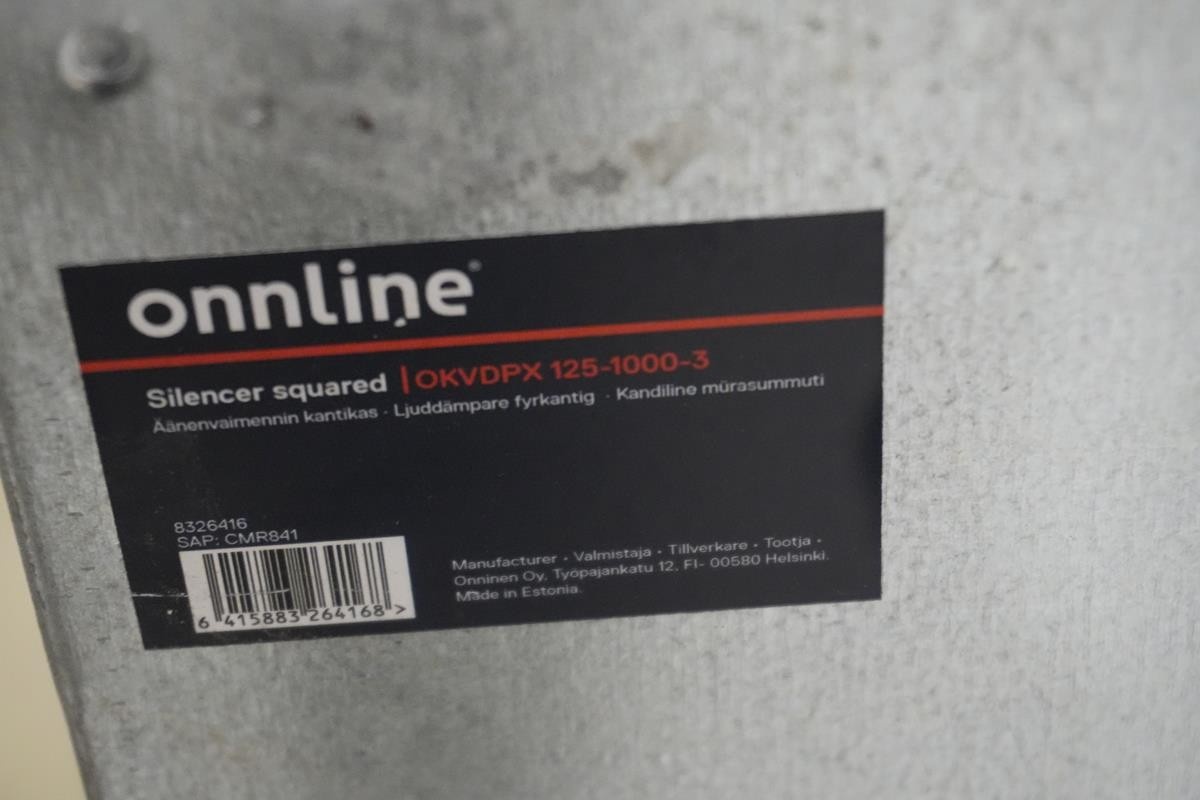 onnline®
Silencer squared | OKVDPX 125-1000-3
Äänenvaimennin kantikas · Ljuddämpare fyrkantig · Kandiline mürasummuti
8326416
SAP: CMR841
6 415883 264168 >
Manufacturer · Valmistaja · Tillverkare · Tootja ·
Onninen Oy, Työpajankatu 12, FI- 00580 Helsinki.
Made in Estonia.